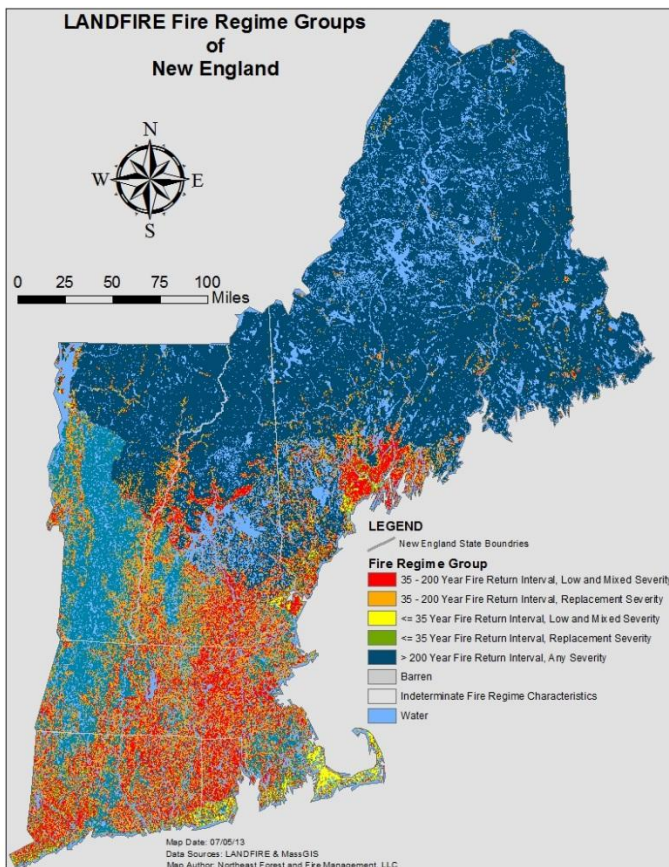 LANDFIRE Fire Regime Groups
of
New England
N
W
E
S
0 25 50 100
Miles
LEGEND
New England State Boundries
Fire Regime Group
35 - 200 Year Fire Return Interval, Low and Mixed Severity
35 - 200 Year Fire Return Interval, Replacement Severity
<= 35 Year Fire Return Interval, Low and Mixed Severity
<= 35 Year Fire Return Interval, Replacement Severity
> 200 Year Fire Return Interval, Any Severity
Barren
Indeterminate Fire Regime Characteristics
Water
Map Date: 07/05/13
Data Sources: LANDFIRE & MassGIS
Map Author: Northeast Forest and Fire Management, LLC